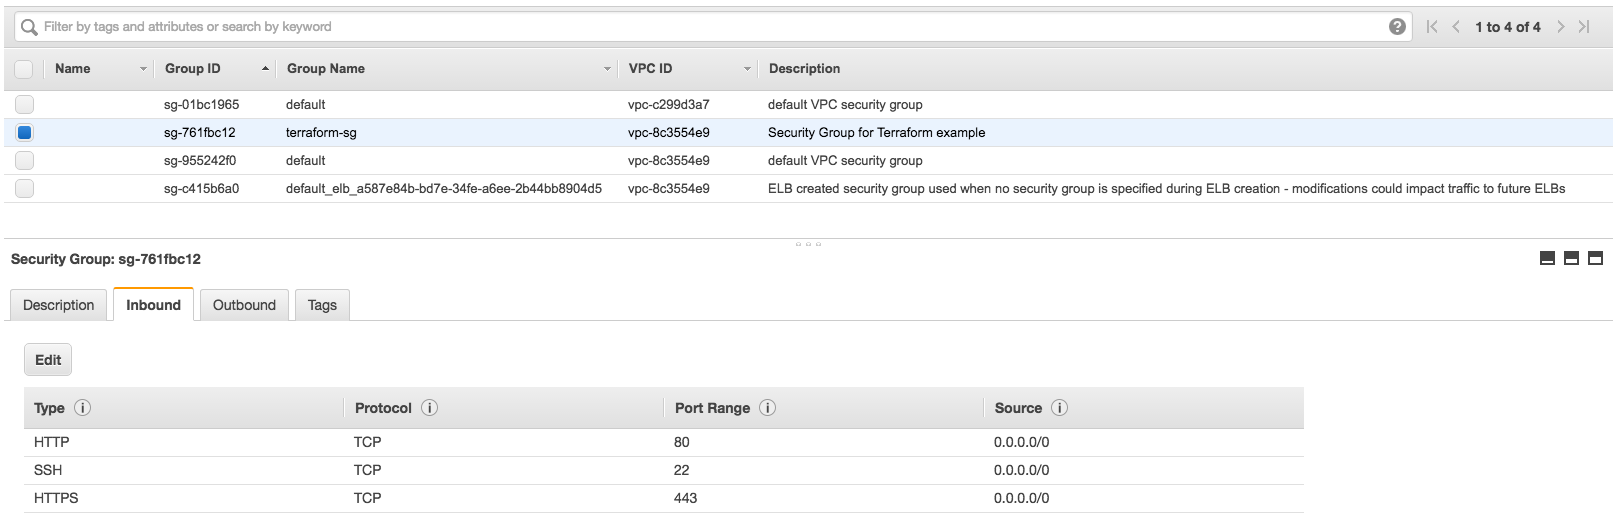 Filter by tags and attributes or search by keyword ? 1 to 4 of 4
Name Group ID Group Name VPC ID Description
sg-01bc1965 default vpc-c299d3a7 default VPC security group
sg-761fbc12 terraform-sg vpc-8c3554e9 Security Group for Terraform example
sg-955242f0 default vpc-8c3554e9 default VPC security group
sg-c415b6a0 default_elb_a587e84b-bd7e-34fe-a6ee-2b44bb8904d5 vpc-8c3554e9 ELB created security group used when no security group is specified during ELB creation - modifications could impact traffic to future ELBs
Security Group: sg-761fbc12
Description Inbound Outbound Tags
Edit
Type i Protocol i Port Range i Source i
HTTP TCP 80 0.0.0.0/0
SSH TCP 22 0.0.0.0/0
HTTPS TCP 443 0.0.0.0/0